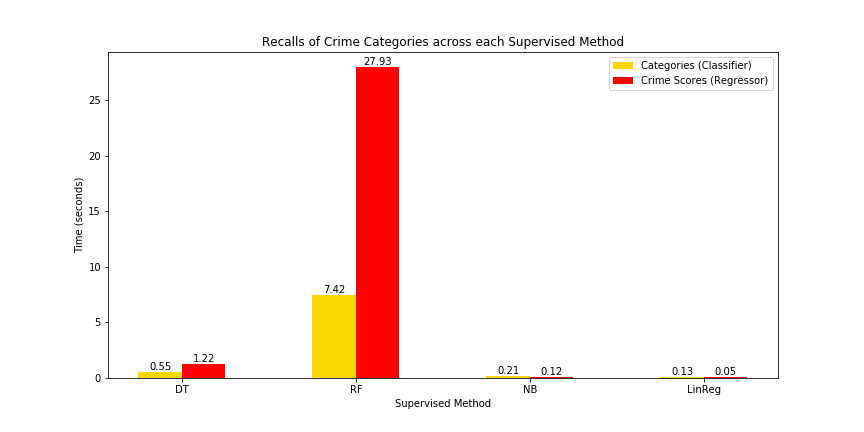 Recalls of Crime Categories across each Supervised Method
Categories (Classifier)
Crime Scores (Regressor)
Time (seconds)
25
20
15
10
5
0
0.55
1.22
7.42
27.93
0.21
0.12
0.13
0.05
DT
RF
NB
LinReg
Supervised Method